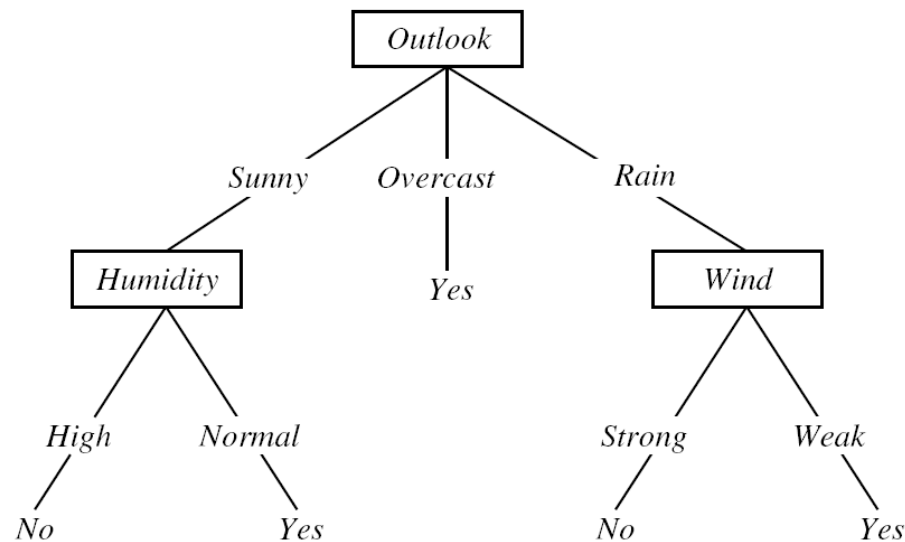 Outlook
Sunny Overcast Rain
Humidity Yes Wind
High Normal Strong Weak
No Yes No Yes